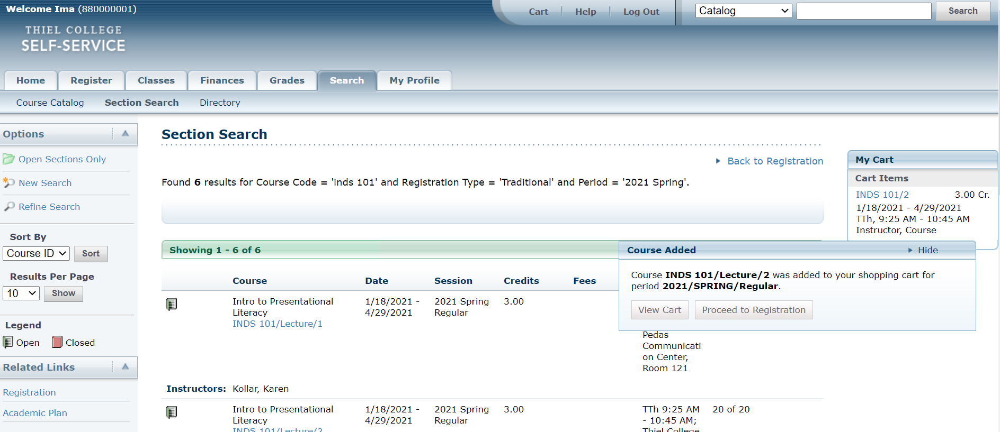 Welcome Ima (880000001)
Cart
Help
Log Out
Catalog
Search
THIEL COLLEGE
SELF-SERVICE
Home
Register
Classes
Finances
Grades
Search
My Profile
Course Catalog
Section Search
Directory
Options
Open Sections Only
New Search
Refine Search
Sort By
Course ID
Sort
Results Per Page
10
Show
Legend
Open
Closed
Related Links
Registration
Academic Plan
Section Search
Back to Registration
Found 6 results for Course Code = 'inds 101' and Registration Type = 'Traditional' and Period = '2021 Spring'.
My Cart
Cart Items
INDS 101/2 3.00 Cr.
1/18/2021 - 4/29/2021
TTh, 9:25 AM - 10:45 AM
Instructor, Course
Showing 1 - 6 of 6
Course Added
Hide
Course INDS 101/Lecture/2 was added to your shopping cart for
period 2021/SPRING/Regular.
View Cart
Proceed to Registration
Course
Date
Session
Credits
Fees
Intro to Presentational
Literacy
INDS 101/Lecture/1
1/18/2021 -
4/29/2021
2021 Spring
Regular
3.00
Pedas
Communicati
on Center,
Room 121
Instructors: Kollar, Karen
Intro to Presentational
Literacy
INDS 101/Lecture/2
1/18/2021 -
4/29/2021
2021 Spring
Regular
3.00
TTh 9:25 AM
- 10:45 AM;
Thiel College
20 of 20